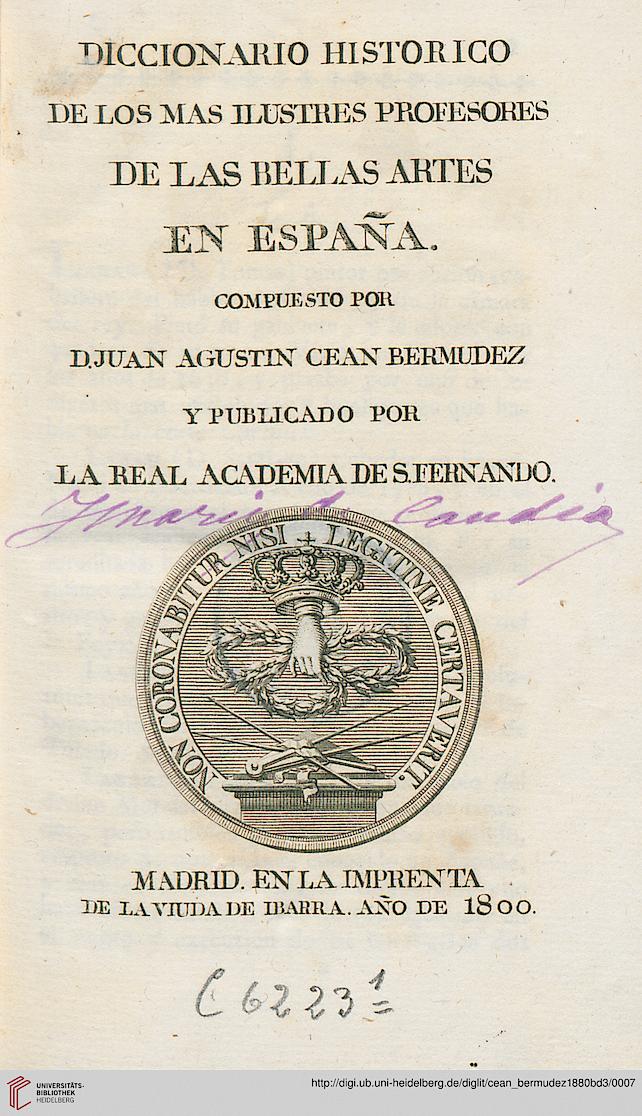 DICCIONARIO HISTORICO
DE LOS MAS ILUSTRES PROFESORES
DE LAS BELLAS ARTES
EN ESPAÑA.
COMPUESTO POR
D. JUAN AGUSTIN CEAN BERMUDEZ
Y PUBLICADO POR
LA REAL ACADEMIA DE S. FERNANDO.
Candia
NON CORONABITUR NISI LEGITIME CERTAVERIT.
MADRID. EN LA IMPRENTA
DE LA VIUDA DE IBARRA. AÑO DE 1800.
C 6223 1
UNIVERSITÄTS-
BIBLIOTHEK
HEIDELBERG
http://digi.ub.uni-heidelberg.de/diglit/cean_bermudez1880bd3/0007